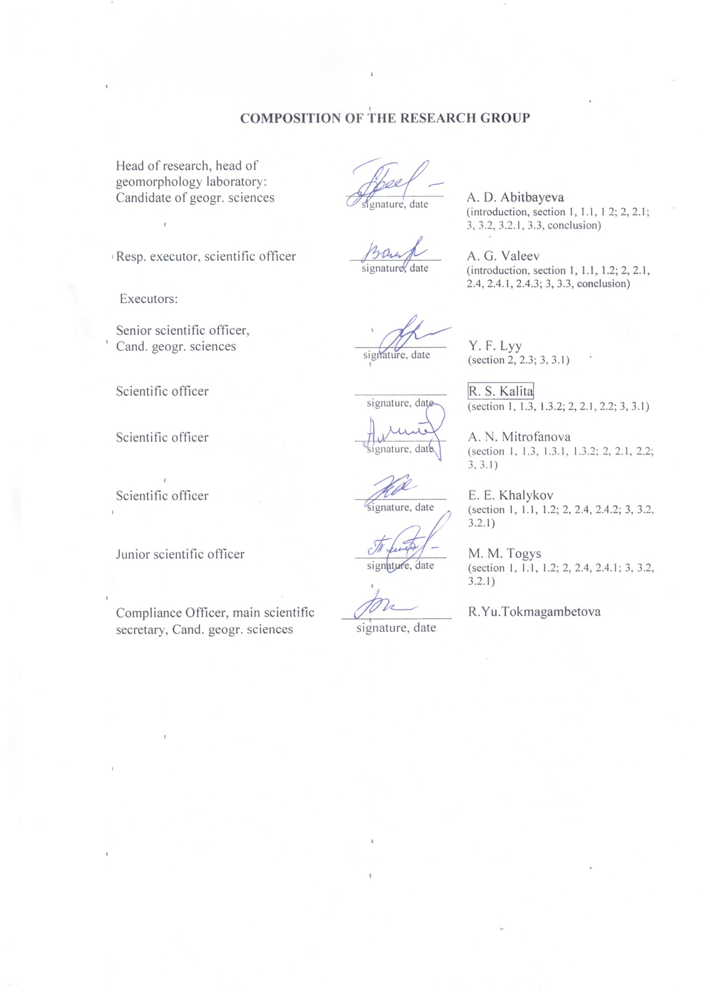 COMPOSITION OF THE RESEARCH GROUP
Head of research, head of
geomorphology laboratory:
Candidate of geogr. sciences
signature, date
A. D. Abitbayeva
(introduction, section 1, 1.1, 1 2; 2, 2.1;
3, 3.2, 3.2.1, 3.3, conclusion)
Resp. executor, scientific officer
signature, date
A. G. Valeev
(introduction, section 1, 1.1, 1.2; 2, 2.1,
2.4, 2.4.1, 2.4.3; 3, 3.3, conclusion)
Executors:
Senior scientific officer,
Cand. geogr. sciences
signature, date
Y. F. Lyy
(section 2, 2.3; 3, 3.1)
Scientific officer
signature, date
R. S. Kalita
(section 1, 1.3, 1.3.2; 2, 2.1, 2.2; 3, 3.1)
Scientific officer
signature, date
A. N. Mitrofanova
(section 1, 1.3, 1.3.1, 1.3.2; 2, 2.1, 2.2;
3, 3.1)
Scientific officer
signature, date
E. E. Khalykov
(section 1, 1.1, 1.2; 2, 2.4, 2.4.2; 3, 3.2,
3.2.1)
Junior scientific officer
signature, date
M. M. Togys
(section 1, 1.1, 1.2; 2, 2.4, 2.4.1; 3, 3.2,
3.2.1)
Compliance Officer, main scientific
secretary, Cand. geogr. sciences
signature, date
R.Yu.Tokmagambetova